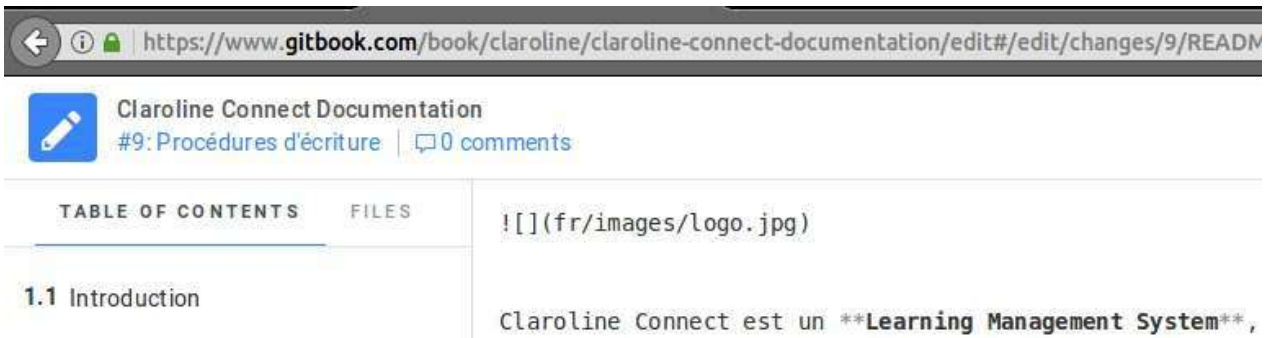 https://www.gitbook.com/book/claroline/claroline-connect-documentation/edit#/edit/changes/9/READM
Claroline Connect Documentation
#9: Procédures d'écriture | 0 comments
TABLE OF CONTENTS FILES
![](fr/images/logo.jpg)
1.1 Introduction
Claroline Connect est un **Learning Management System**,